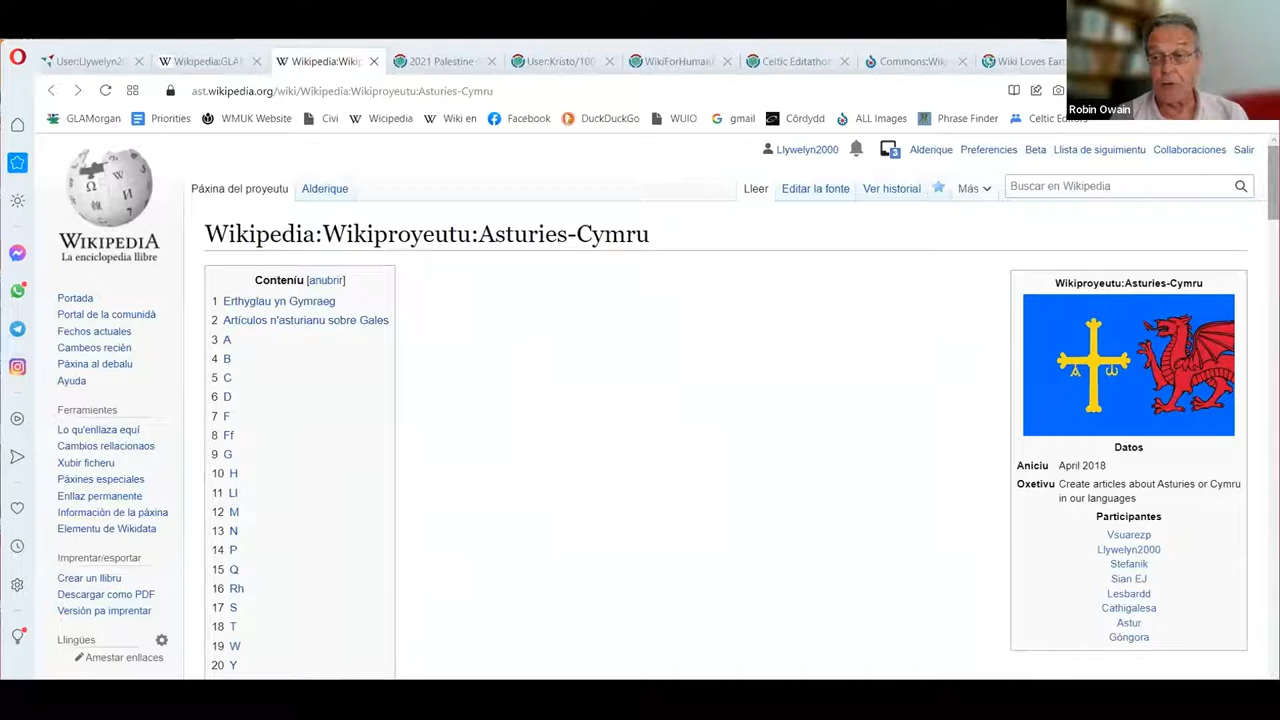 User:Llywelyn2
Wikipedia:GLA
Wikipedia:Wikip
2021 Palestine -
User:Kristo/100
WikiForHuman/
Celtic Editathon
Commons:Wiki
Wiki Loves Eart
ast.wikipedia.org/wiki/Wikipedia:Wikiproyeutu:Asturies-Cymru
Robin Owain
GLAMorgan
Priorities
WMUK Website
Civi
Wicipedia
Wiki en
Facebook
DuckDuckGo
WUIO
gmail
Córdydd
ALL Images
Phrase Finder
Celtic Editors
Llywelyn2000
3
Alderique
Preferencies
Beta
Llista de siguimientu
Collaboraciones
Salir
Páxina del proyeutu
Alderique
Lleer
Editar la fonte
Ver historial
Más
Buscar en Wikipedia
WIKIPEDIA
La enciclopedia llibre
Portada
Portal de la comunidá
Fechos actuales
Cambeos recién
Páxina al debalu
Ayuda
Ferramientes
Lo qu'enllaza equí
Cambios rellacionaos
Xubir ficheru
Páxines especiales
Enllaz permanente
Información de la páxina
Elementu de Wikidata
Imprentar/esportar
Crear un llibru
Descargar como PDF
Versión pa imprentar
Llingües
Amestar enllaces
Wikipedia:Wikiproyeutu:Asturies-Cymru
Conteníu [anubrir]
1 Erthyglau yn Gymraeg
2 Artículos n'asturianu sobre Gales
3 A
4 B
5 C
6 D
7 F
8 Ff
9 G
10 H
11 Ll
12 M
13 N
14 P
15 Q
16 Rh
17 S
18 T
19 W
20 Y
Wikiproyeutu:Asturies-Cymru
Datos
Aniciu April 2018
Oxetivu Create articles about Asturies or Cymru
in our languages
Participantes
Vsuarezp
Llywelyn2000
Stefanik
Sian EJ
Lesbardd
Cathigalesa
Astur
Góngora